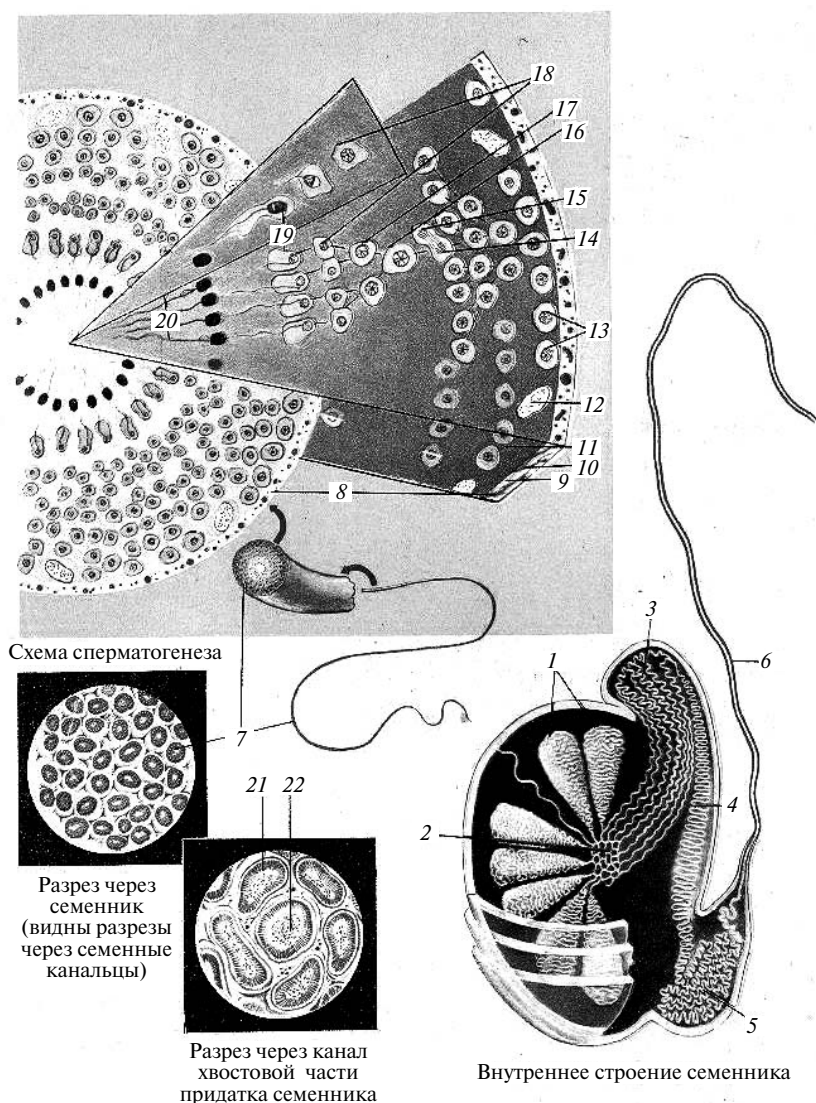 18
17
16
15
14
19
20
13
12
11
10
9
8
Схема сперматогенеза
7
21 22
Разрез через
семенник
(видны разрезы
через семенные
канальцы)
Разрез через канал
хвостовой части
придатка семенника
3
1
6
2
4
5
Внутреннее строение семенника